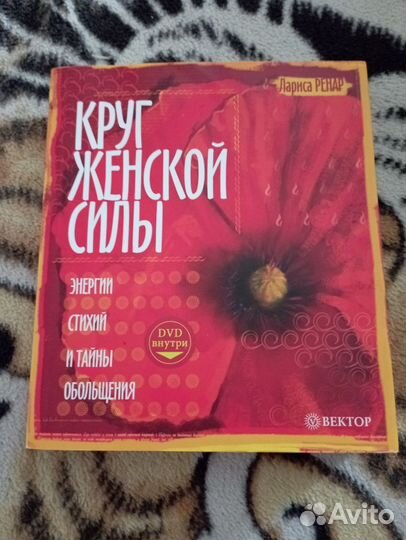 Лариса РЕНАР
КРУГ
ЖЕНСКОЙ
СИЛЫ
ЭНЕРГИИ
СТИХИЙ
И ТАЙНЫ
ОБОЛЬЩЕНИЯ
DVD
внутри
ВЕКТОР
Avito